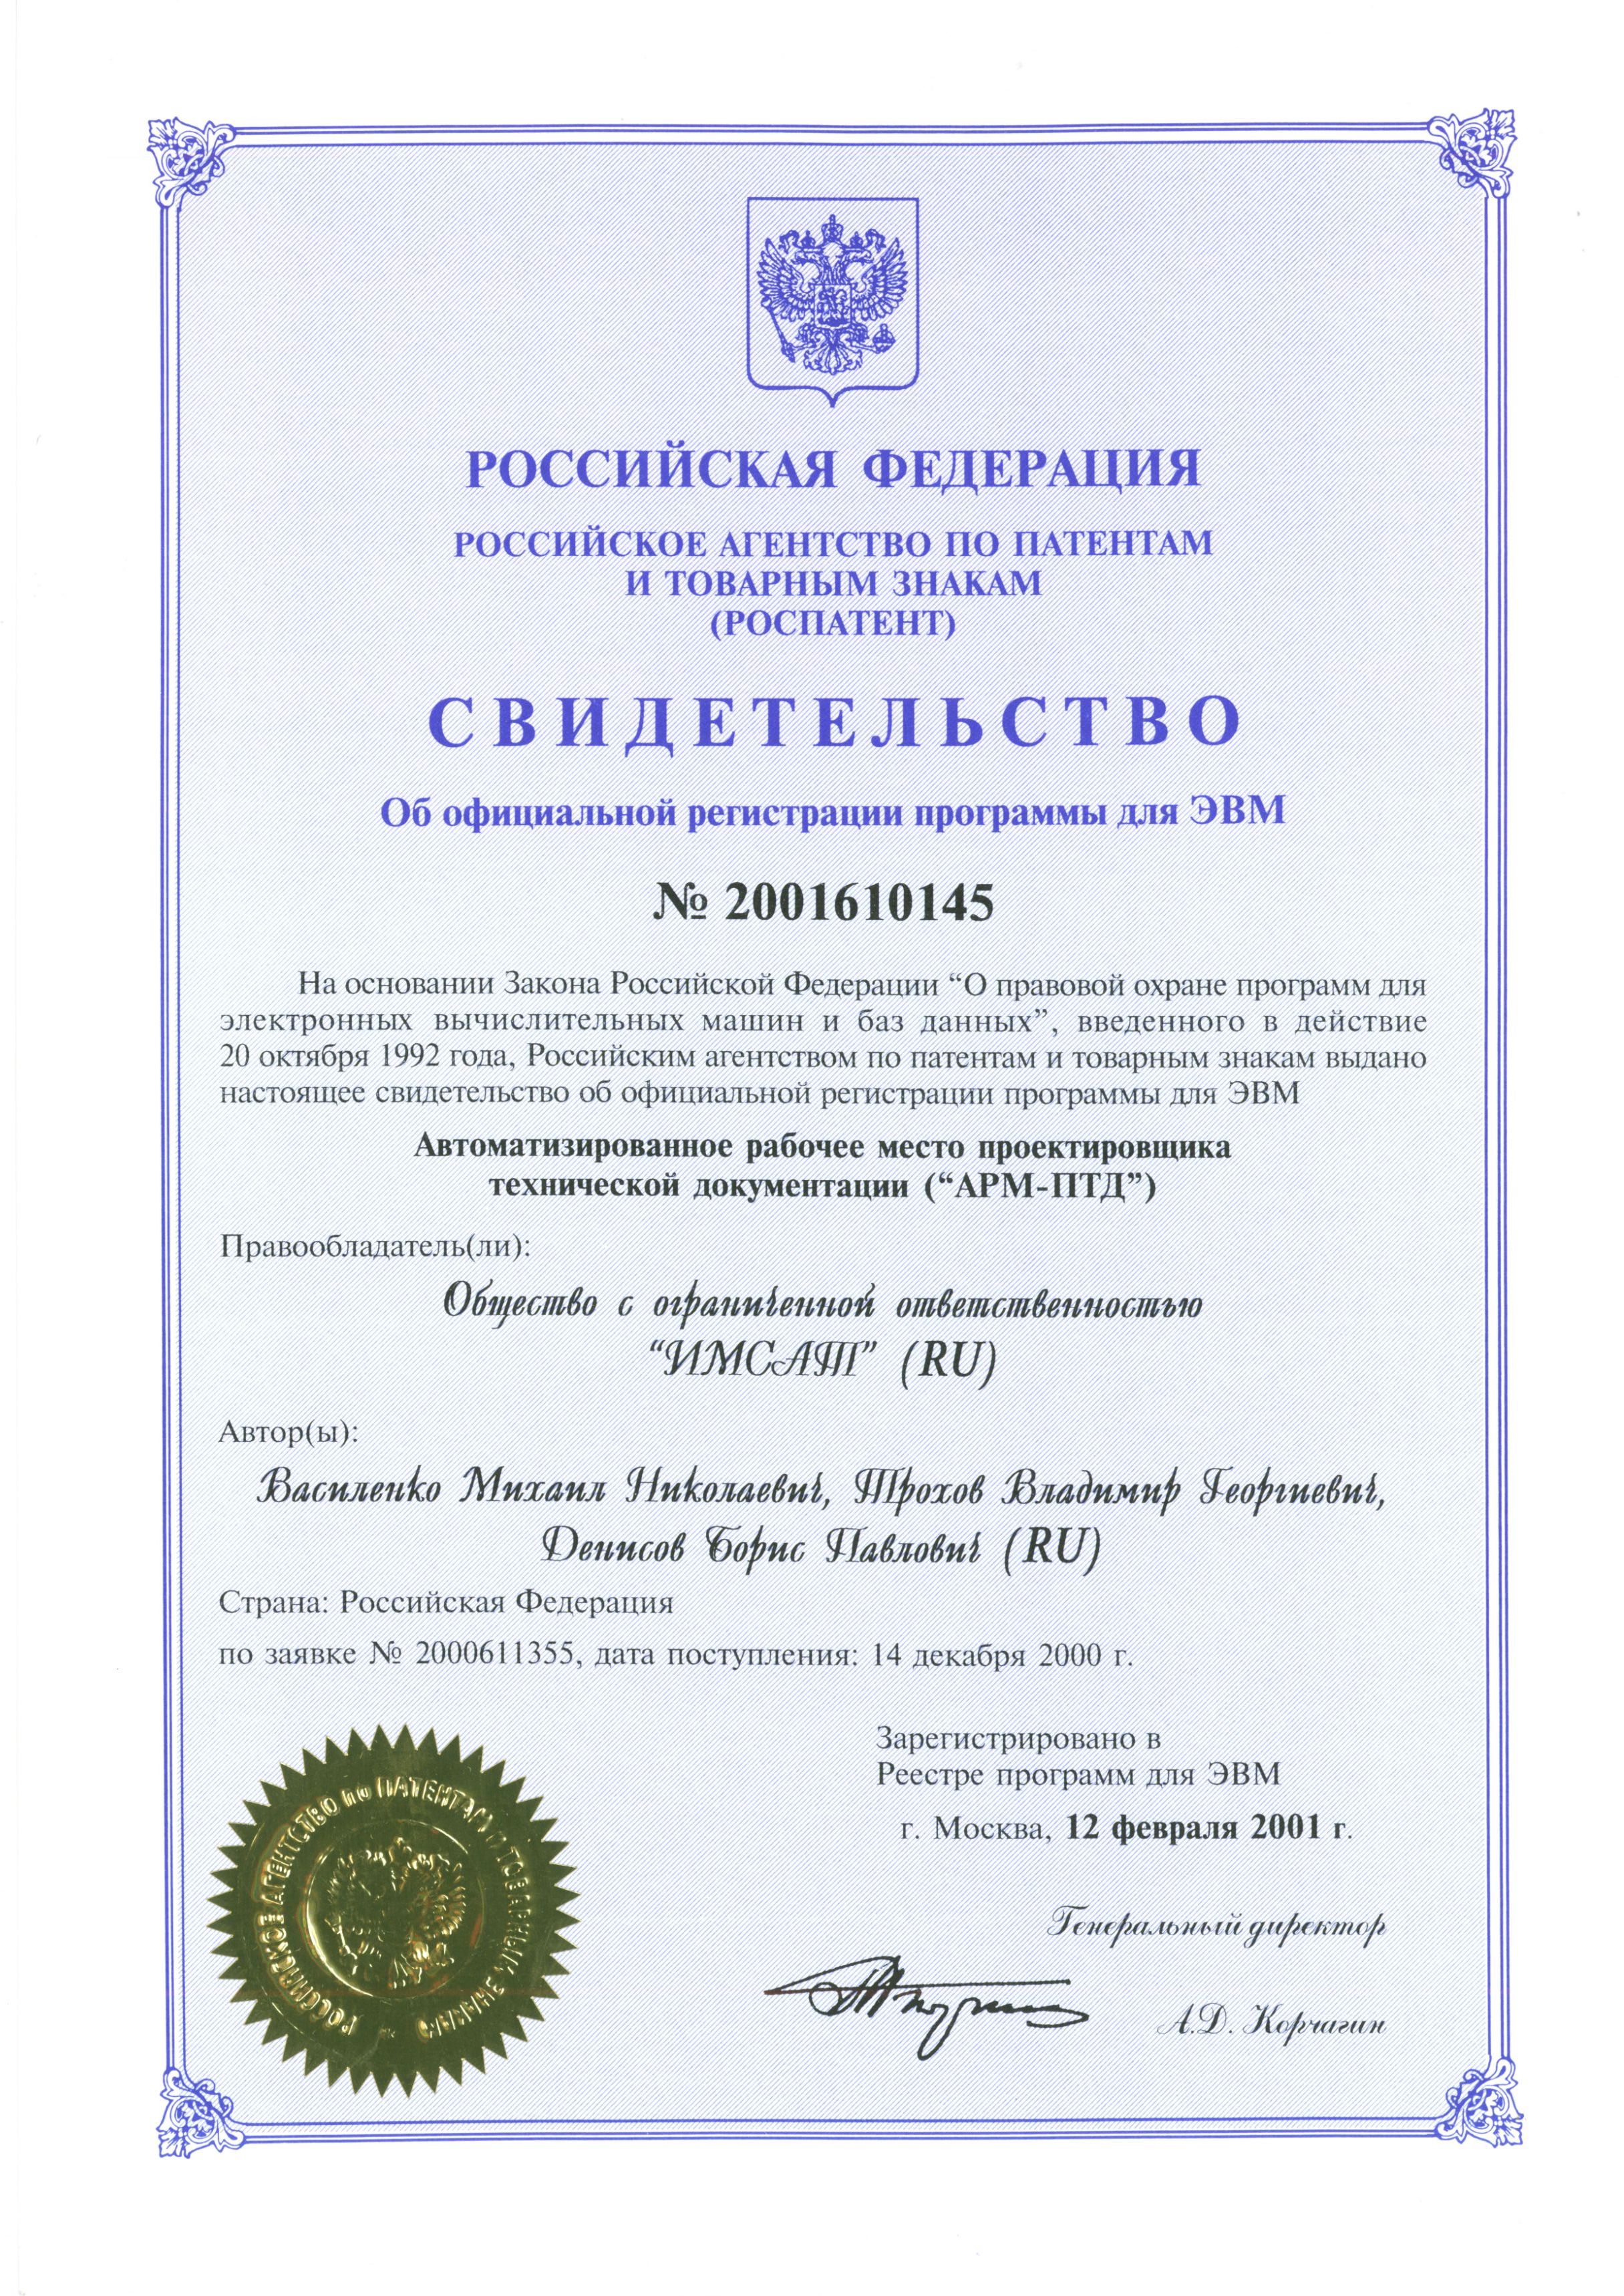 РОССИЙСКАЯ ФЕДЕРАЦИЯ
РОССИЙСКОЕ АГЕНТСТВО ПО ПАТЕНТАМ
И ТОВАРНЫМ ЗНАКАМ
(РОСПАТЕНТ)
СВИДЕТЕЛЬСТВО
Об официальной регистрации программы для ЭВМ
№ 2001610145
На основании Закона Российской Федерации “О правовой охране программ для
электронных вычислительных машин и баз данных”, введенного в действие
20 октября 1992 года, Российским агентством по патентам и товарным знакам выдано
настоящее свидетельство об официальной регистрации программы для ЭВМ
Автоматизированное рабочее место проектировщика
технической документации (“АРМ-ПТД”)
Правообладатель(ли):
Общество с ограниченной ответственностью
“ИМСАТ” (RU)
Автор(ы):
Василенко Михаил Николаевич, Трохов Владимир Георгиевич,
Денисов Борис Павлович (RU)
Страна: Российская Федерация
по заявке № 2000611355, дата поступления: 14 декабря 2000 г.
Зарегистрировано в
Реестре программ для ЭВМ
г. Москва, 12 февраля 2001 г.
Генеральный директор
А.Д. Корчагин
РОССИЙСКОЕ АГЕНТСТВО ПО ПАТЕНТАМ И ТОВАРНЫМ ЗНАКАМ